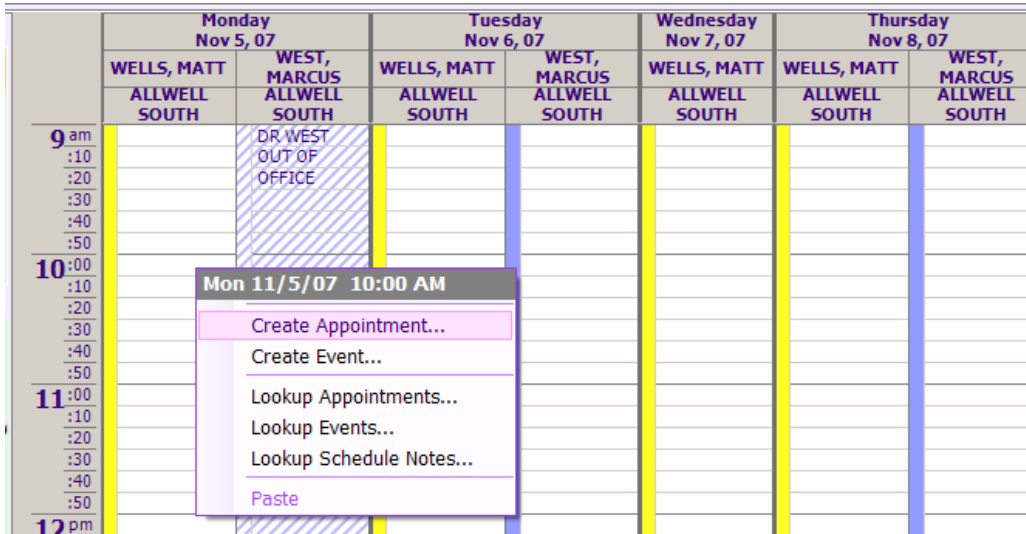 Monday Tuesday Wednesday Thursday
Nov 5, 07 Nov 6, 07 Nov 7, 07 Nov 8, 07
WELLS, MATT WEST, MARCUS WELLS, MATT WEST, MARCUS WELLS, MATT WELLS, MATT WEST, MARCUS
ALLWELL ALLWELL ALLWELL ALLWELL ALLWELL ALLWELL ALLWELL
SOUTH SOUTH SOUTH SOUTH SOUTH SOUTH SOUTH
9 am DR WEST
:10 OUT OF
:20 OFFICE
:30
:40
:50
10:00
:10
:20
:30
:40
:50
11:00
:10
:20
:30
:40
:50
12 pm
Mon 11/5/07 10:00 AM
Create Appointment...
Create Event...
Lookup Appointments...
Lookup Events...
Lookup Schedule Notes...
Paste